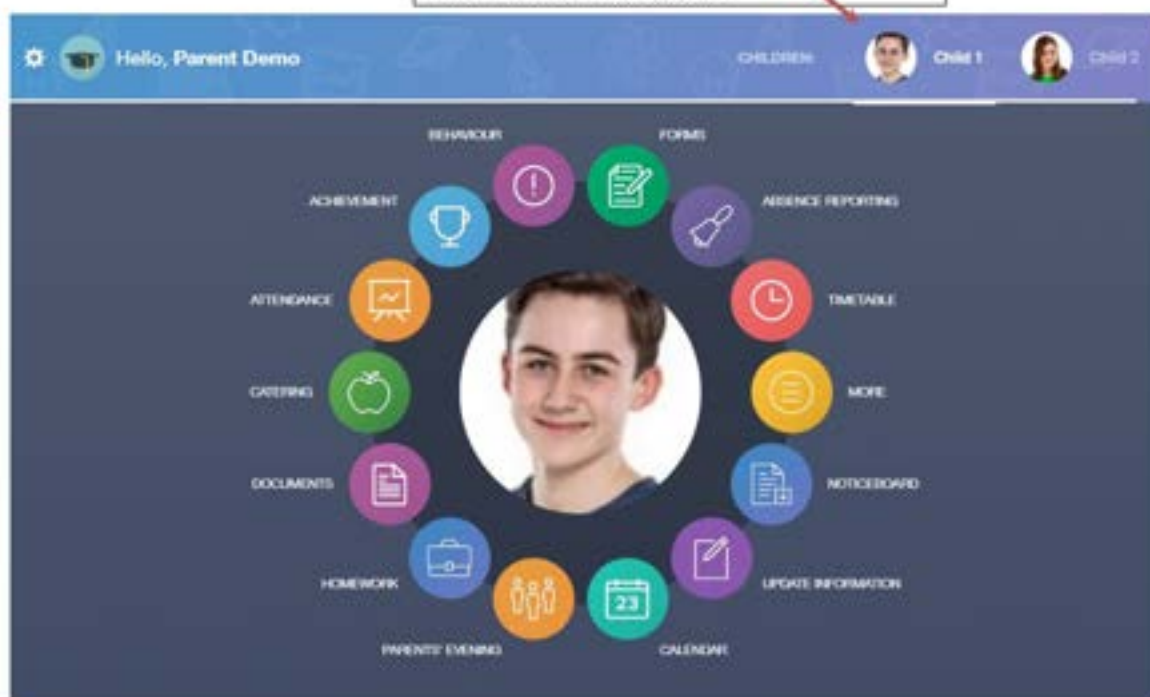 Hello, Parent Demo
CHILDREN:
Child 1
Child 2
BEHAVIOUR
FORMS
ACHIEVEMENT
ABSENCE REPORTING
ATTENDANCE
TIMETABLE
CATERING
MORE
DOCUMENTS
NOTICEBOARD
HOMEWORK
UPDATE INFORMATION
23
PARENTS' EVENING
CALENDAR